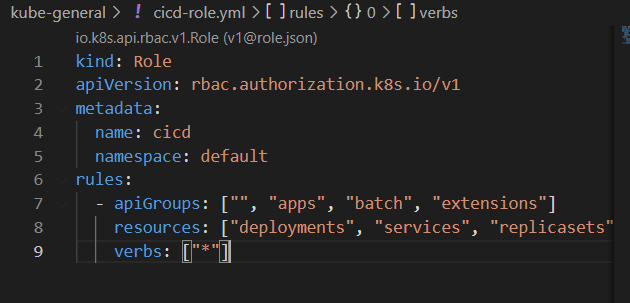 kube-general > ! cicd-role.yml > [ ] rules > { } 0 > [ ] verbs
io.k8s.api.rbac.v1.Role (v1@role.json)
1 kind: Role
2 apiVersion: rbac.authorization.k8s.io/v1
3 metadata:
4   name: cicd
5   namespace: default
6 rules:
7   - apiGroups: ["", "apps", "batch", "extensions"]
8     resources: ["deployments", "services", "replicasets"
9     verbs: ["*"]